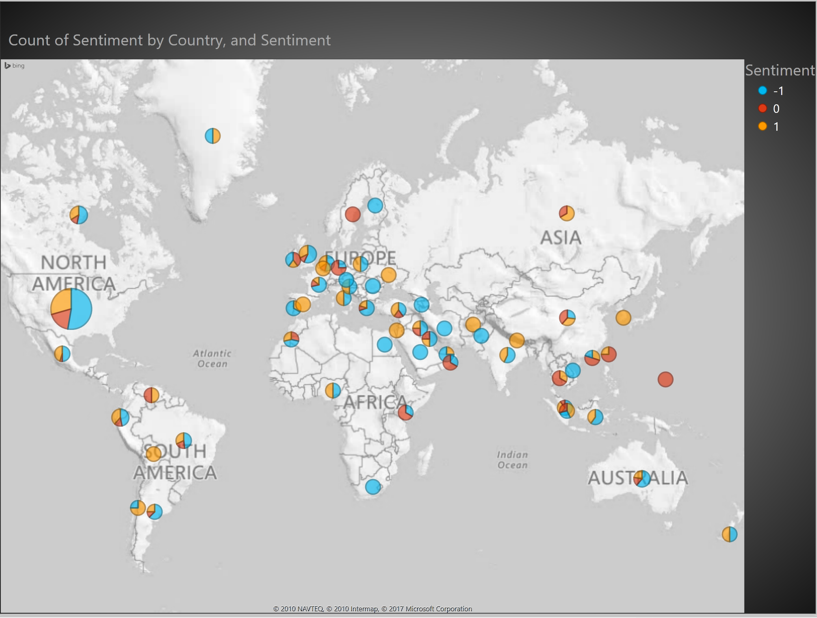 Count of Sentiment by Country, and Sentiment
bing
Sentiment
-1
0
1
NORTH
AMERICA
EUROPE
ASIA
Atlantic
Ocean
AFRICA
SOUTH
AMERICA
Indian
Ocean
AUSTRALIA
© 2010 NAVTEQ, © 2010 Intermap, © 2017 Microsoft Corporation